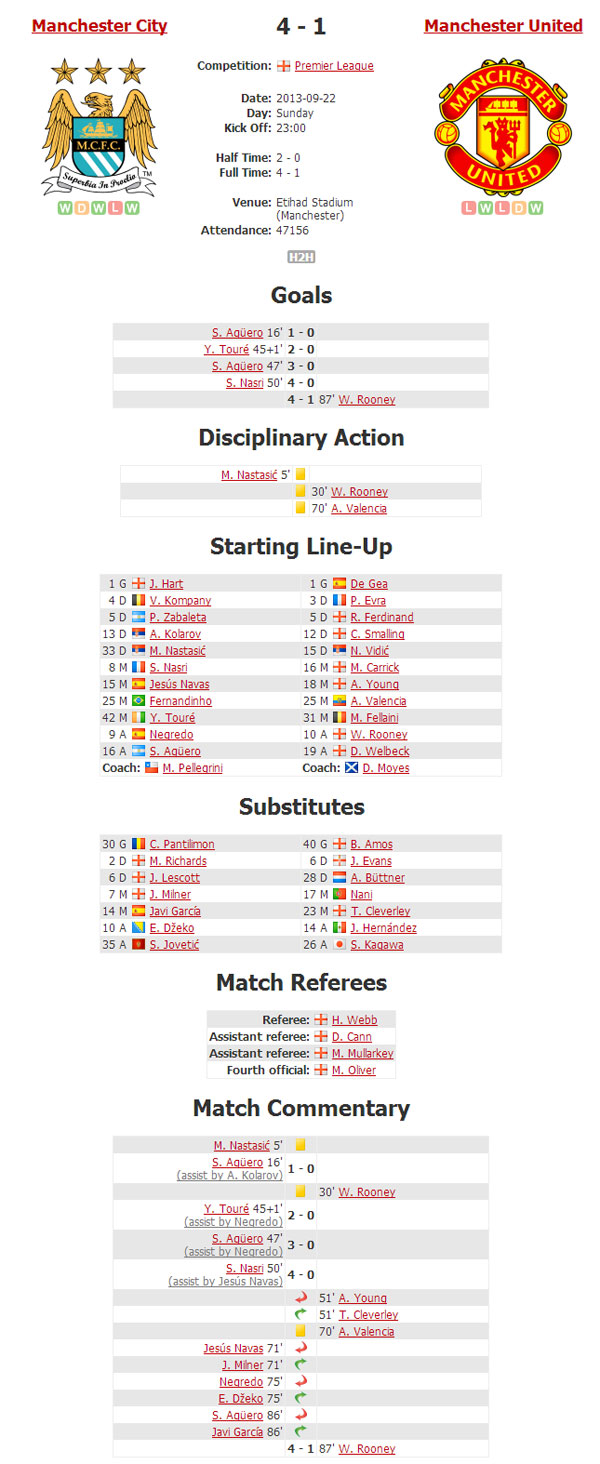 Manchester City 4 - 1 Manchester United
Competition: Premier League
Date: 2013-09-22
Day: Sunday
Kick Off: 23:00
Half Time: 2 - 0
Full Time: 4 - 1
Venue: Etihad Stadium
(Manchester)
Attendance: 47156
M.C.F.C.
Superbia In Proelio
TM
MANCHESTER
UNITED
W D W L W
L W L D W
H2H
Goals
S. Agüero 16' 1 - 0
Y. Touré 45+1' 2 - 0
S. Agüero 47' 3 - 0
S. Nasri 50' 4 - 0
4 - 1 87' W. Rooney
Disciplinary Action
M. Nastasić 5'
30' W. Rooney
70' A. Valencia
Starting Line-Up
1 G J. Hart 1 G De Gea
4 D V. Kompany 3 D P. Evra
5 D P. Zabaleta 5 D R. Ferdinand
13 D A. Kolarov 12 D C. Smalling
33 D M. Nastasić 15 D N. Vidić
8 M S. Nasri 16 M M. Carrick
15 M Jesús Navas 18 M A. Young
25 M Fernandinho 25 M A. Valencia
42 M Y. Touré 31 M M. Fellaini
9 A Negredo 10 A W. Rooney
16 A S. Agüero 19 A D. Welbeck
Coach: M. Pellegrini Coach: D. Moyes
Substitutes
30 G C. Pantilimon 40 G B. Amos
2 D M. Richards 6 D J. Evans
6 D J. Lescott 28 D A. Büttner
7 M J. Milner 17 M Nani
14 M Javi García 23 M T. Cleverley
10 A E. Džeko 14 A J. Hernández
35 A S. Jovetić 26 A S. Kagawa
Match Referees
Referee: H. Webb
Assistant referee: D. Cann
Assistant referee: M. Mullarkey
Fourth official: M. Oliver
Match Commentary
M. Nastasić 5'
S. Agüero 16' 1 - 0
(assist by A. Kolarov)
30' W. Rooney
Y. Touré 45+1' 2 - 0
(assist by Negredo)
S. Agüero 47' 3 - 0
(assist by Negredo)
S. Nasri 50' 4 - 0
(assist by Jesús Navas)
51' A. Young
51' T. Cleverley
70' A. Valencia
Jesús Navas 71'
J. Milner 71'
Negredo 75'
E. Džeko 75'
S. Agüero 86'
Javi García 86'
4 - 1 87' W. Rooney